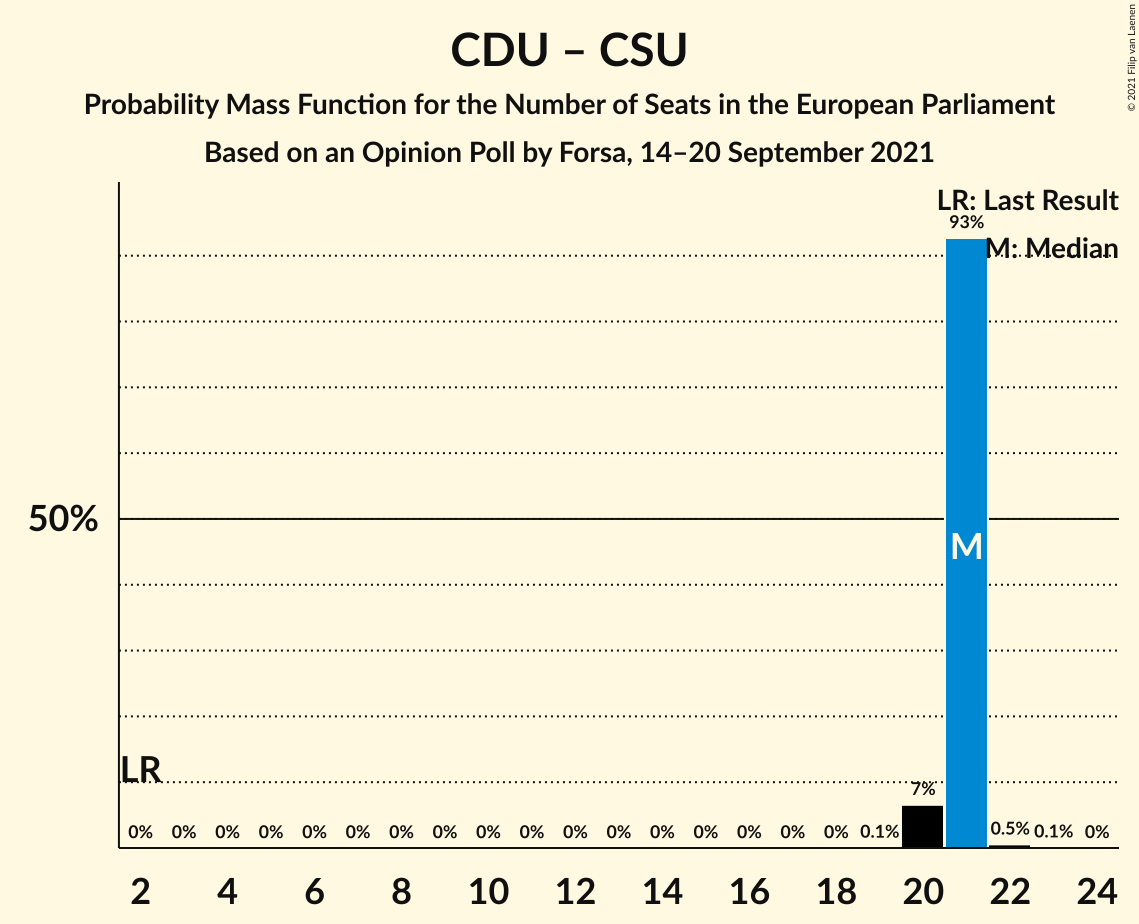 CDU – CSU
Probability Mass Function for the Number of Seats in the European Parliament
Based on an Opinion Poll by Forsa, 14–20 September 2021
© 2021 Filip van Laenen
LR: Last Result
93%
M: Median
50%
M
LR
7%
0% 0% 0% 0% 0% 0% 0% 0% 0% 0% 0% 0% 0% 0% 0% 0% 0% 0.1% 0.5% 0.1% 0%
2 4 6 8 10 12 14 16 18 20 22 24